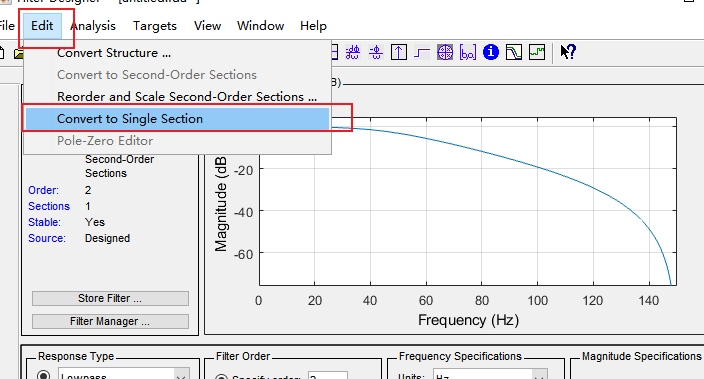 Filter Designer - [untitled.fda
File Edit Analysis Targets View Window Help
Convert Structure ...
Convert to Second-Order Sections
Reorder and Scale Second-Order Sections ...
Convert to Single Section
Pole-Zero Editor
Second-Order
Sections
Order: 2
Sections 1
Stable: Yes
Source: Designed
Store Filter ...
Filter Manager ...
B)
Magnitude (dB
-20
-40
-60
0 20 40 60 80 100 120 140
Frequency (Hz)
Response Type
Lowpass
Filter Order
Specify order: 2
Frequency Specifications
Units: Hz
Magnitude Specifications